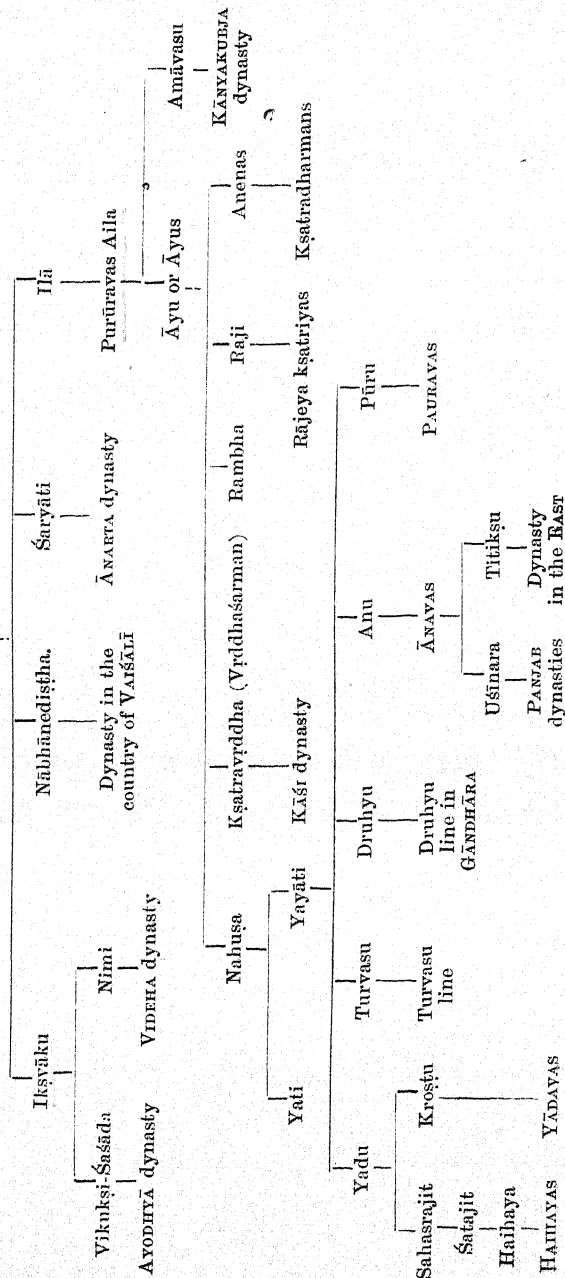 Ikṣvāku Nābhānediṣṭha. Śaryāti Ilā
Vikukṣi-Śaśāda Nimi Dynasty in the ĀNARTA dynasty Purūravas Aila
country of VAIŚĀLĪ
AYODHYĀ dynasty VIDEHA dynasty Āyu or Āyus Amāvasu
KĀNYAKUBJA
dynasty
Nahuṣa Kṣatravṛddha (Vṛddhaśarman) Rambha Raji Anenas
Yati Yayāti KĀŚI dynasty Rājeya kṣatriyas Kṣatradharmans
Yadu Turvasu Druhyu Anu Pūru
Sahasrajit Kroṣṭu Turvasu Druhyu ĀNAVAS PAURAVAS
line line in
GĀNDHĀRA
Śatajit Uśīnara Titikṣu
Haihaya PANJAB Dynasty
dynasties in the EAST
HAIHAYAS YĀDAVAS